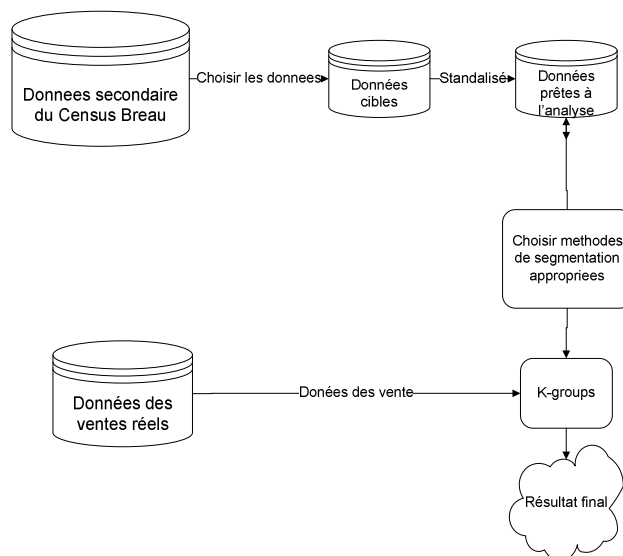 Donnees secondaire
du Census Breau
Choisir les donnees
Données
cibles
Standalisé
Données
prêtes à
l'analyse
Choisir methodes
de segmentation
appropriees
Données des
ventes réels
Donées des vente
K-groups
Résultat final